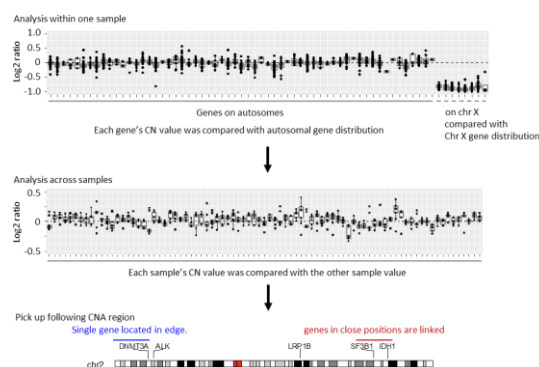 Analysis within one sample
1.0
0.5
0
-0.5
-1.0
Log2 ratio
Genes on autosomes
on chr X
compared with
Chr X gene distribution
Each gene's CN value was compared with autosomal gene distribution
Analysis across samples
0.5
0
-0.5
Log2 ratio
Each sample's CN value was compared with the other sample value
Pick up following CNA region
Single gene located in edge.
genes in close positions are linked
DNMT3A ALK LRP1B SF3B1 IDH1
chr2